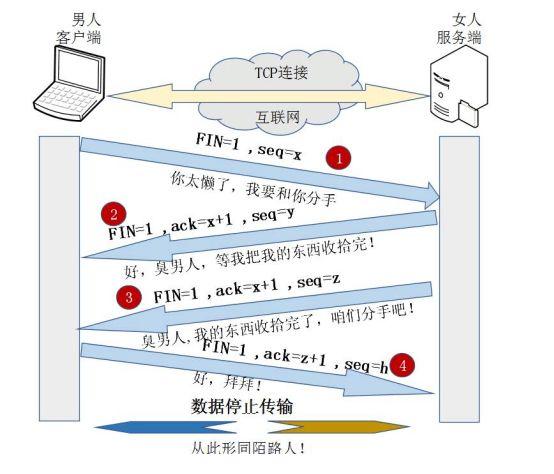 男人
客户端
女人
服务端
TCP连接
互联网
FIN=1 ,seq=x
1
你太懒了，我要和你分手
2
FIN=1 ,ack=x+1 ,seq=y
好，臭男人，等我把我的东西收拾完！
3
FIN=1 ,ack=x+1 ,seq=z
臭男人,我的东西收拾完了，咱们分手吧！
FIN=1 ,ack=z+1 ,seq=h
4
好，拜拜！
数据停止传输
从此形同陌路人！